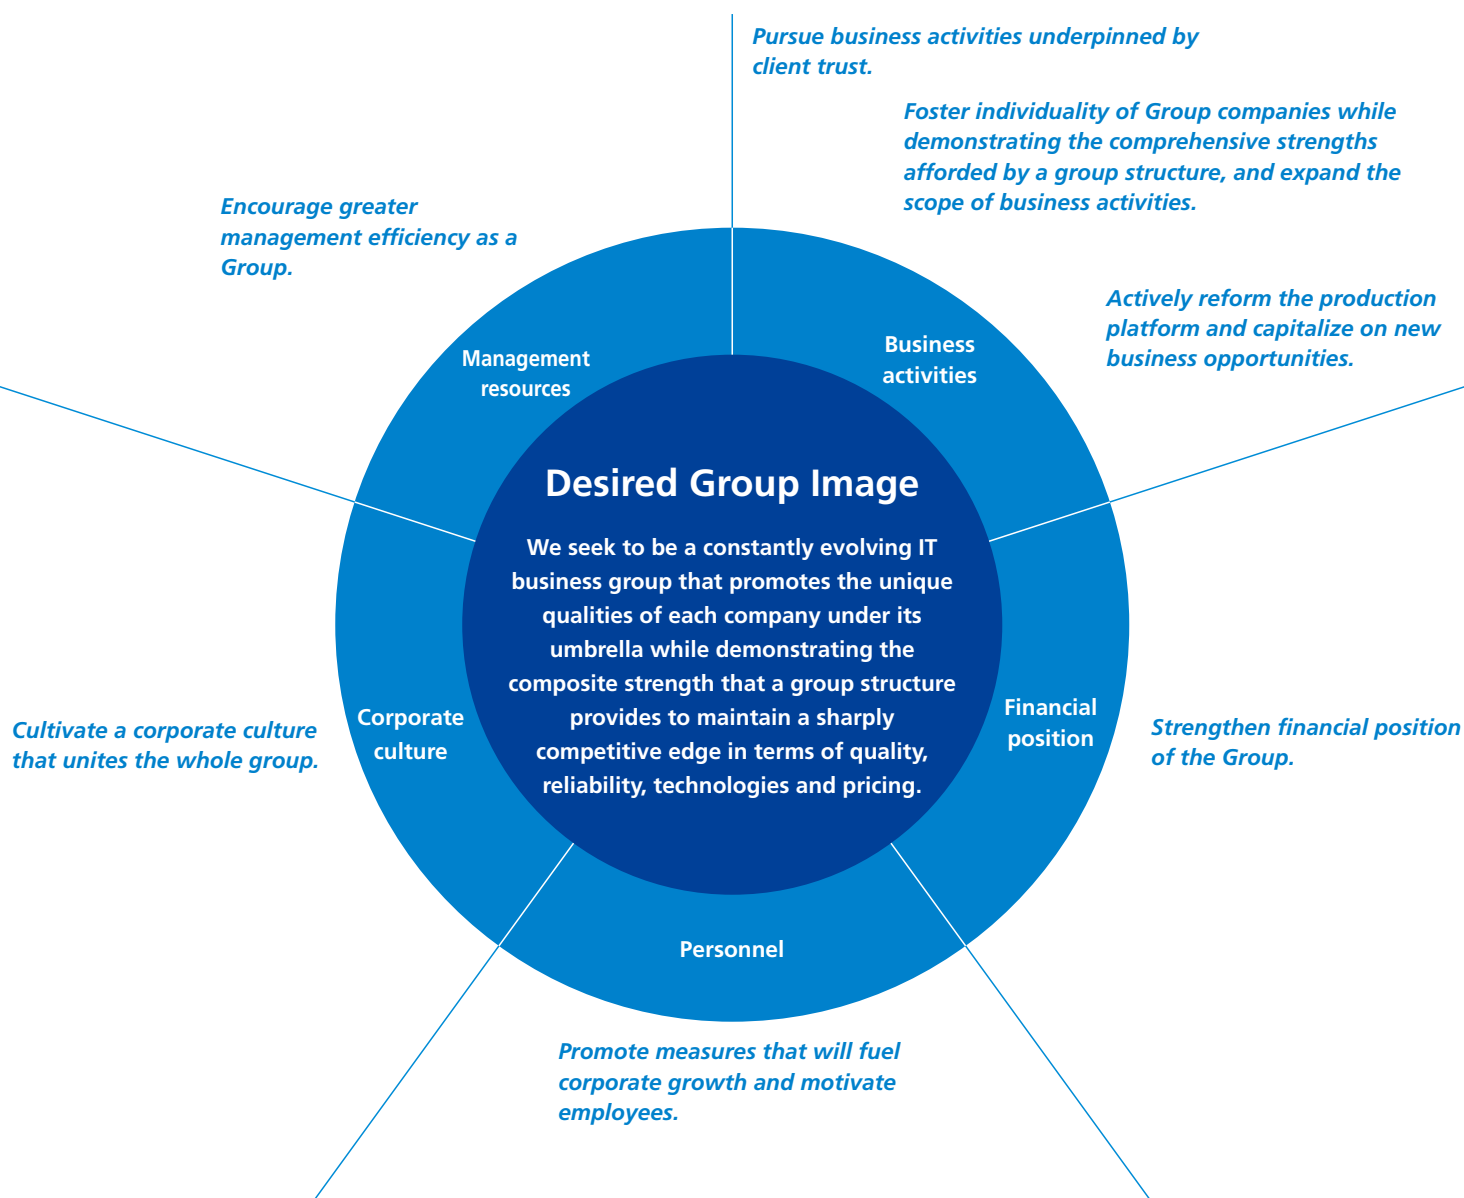 Pursue business activities underpinned by
client trust.
Foster individuality of Group companies while
demonstrating the comprehensive strengths
afforded by a group structure, and expand the
scope of business activities.
Encourage greater
management efficiency as a
Group.
Actively reform the production
platform and capitalize on new
business opportunities.
Management
resources
Business
activities
Desired Group Image
We seek to be a constantly evolving IT
business group that promotes the unique
qualities of each company under its
umbrella while demonstrating the
composite strength that a group structure
provides to maintain a sharply
competitive edge in terms of quality,
reliability, technologies and pricing.
Corporate
culture
Financial
position
Cultivate a corporate culture
that unites the whole group.
Strengthen financial position
of the Group.
Personnel
Promote measures that will fuel
corporate growth and motivate
employees.